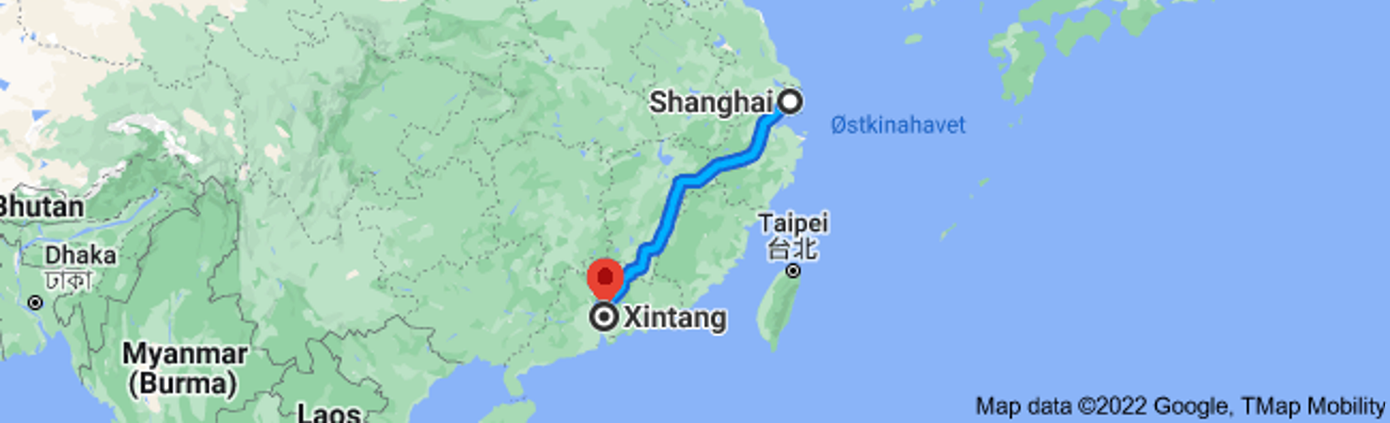 Shanghai
Østkinahavet
Bhutan
Taipei
台北
Dhaka
ঢাকা
Xintang
Myanmar
(Burma)
Laos
Map data ©2022 Google, TMap Mobility